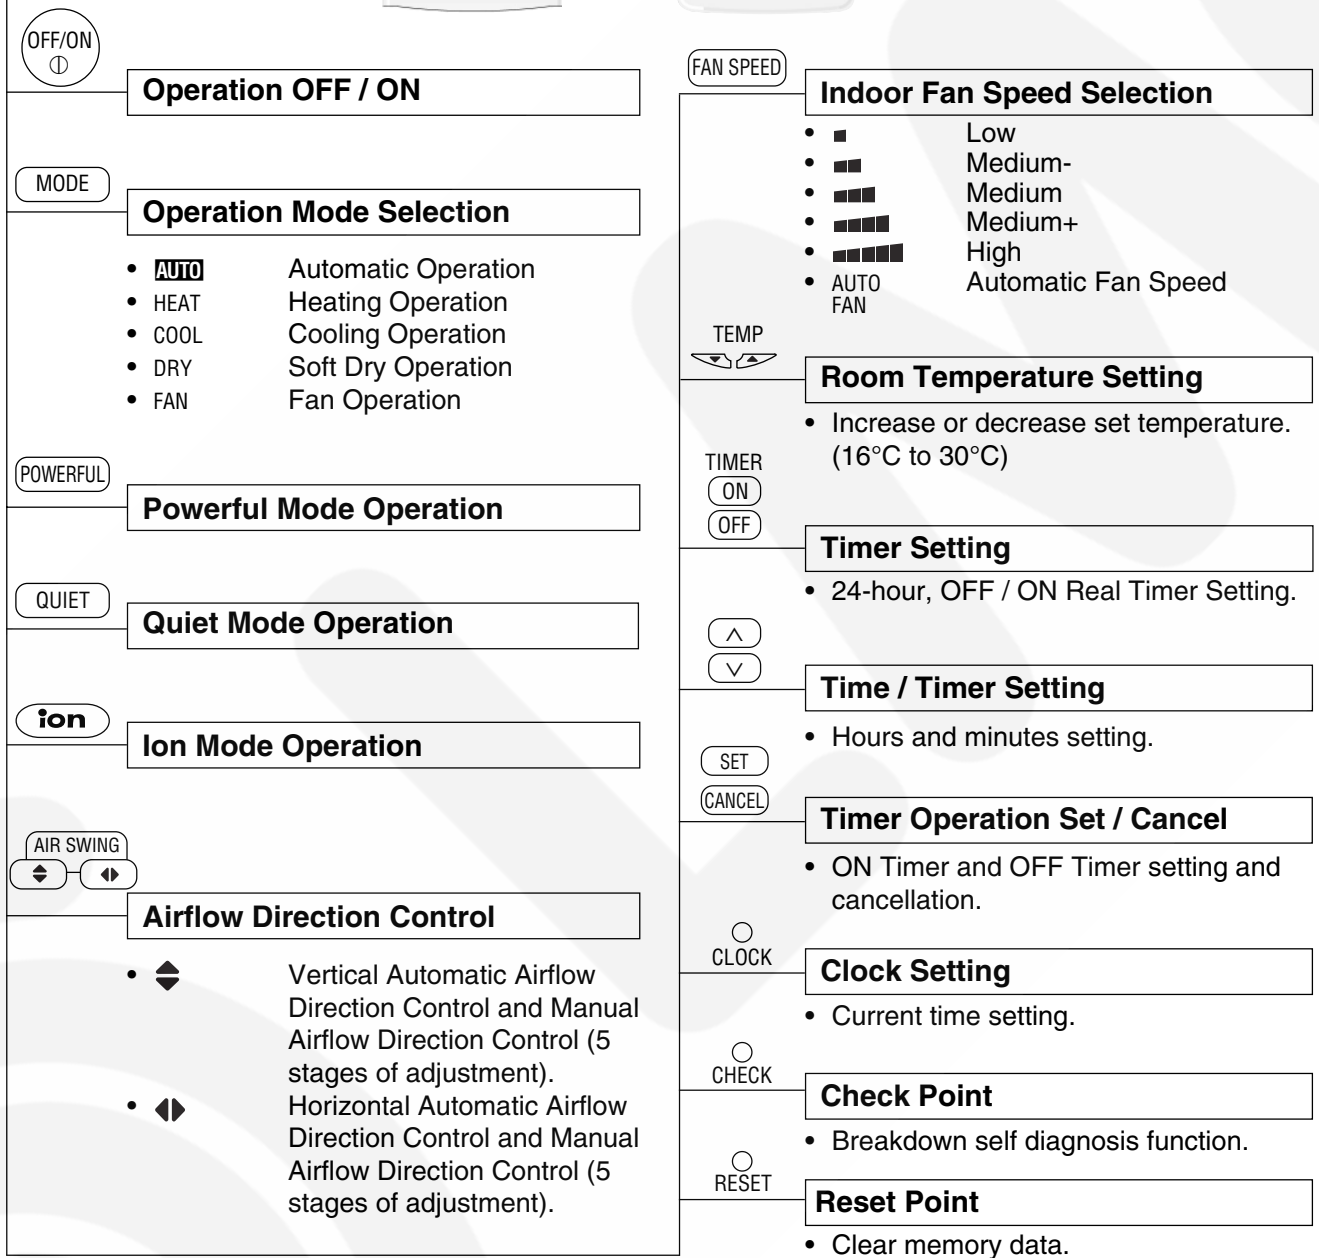 OFF/ON
Operation OFF / ON
MODE
Operation Mode Selection
• AUTO Automatic Operation
• HEAT Heating Operation
• COOL Cooling Operation
• DRY Soft Dry Operation
• FAN Fan Operation
POWERFUL
Powerful Mode Operation
QUIET
Quiet Mode Operation
ion
Ion Mode Operation
AIR SWING
Airflow Direction Control
• Vertical Automatic Airflow
Direction Control and Manual
Airflow Direction Control (5
stages of adjustment).
• Horizontal Automatic Airflow
Direction Control and Manual
Airflow Direction Control (5
stages of adjustment).
FAN SPEED
Indoor Fan Speed Selection
• Low
• Medium-
• Medium
• Medium+
• High
• AUTO Automatic Fan Speed
FAN
TEMP
Room Temperature Setting
• Increase or decrease set temperature.
(16°C to 30°C)
TIMER
ON
OFF
Timer Setting
• 24-hour, OFF / ON Real Timer Setting.
Time / Timer Setting
• Hours and minutes setting.
SET
CANCEL
Timer Operation Set / Cancel
• ON Timer and OFF Timer setting and
cancellation.
CLOCK
Clock Setting
• Current time setting.
CHECK
Check Point
• Breakdown self diagnosis function.
RESET
Reset Point
• Clear memory data.